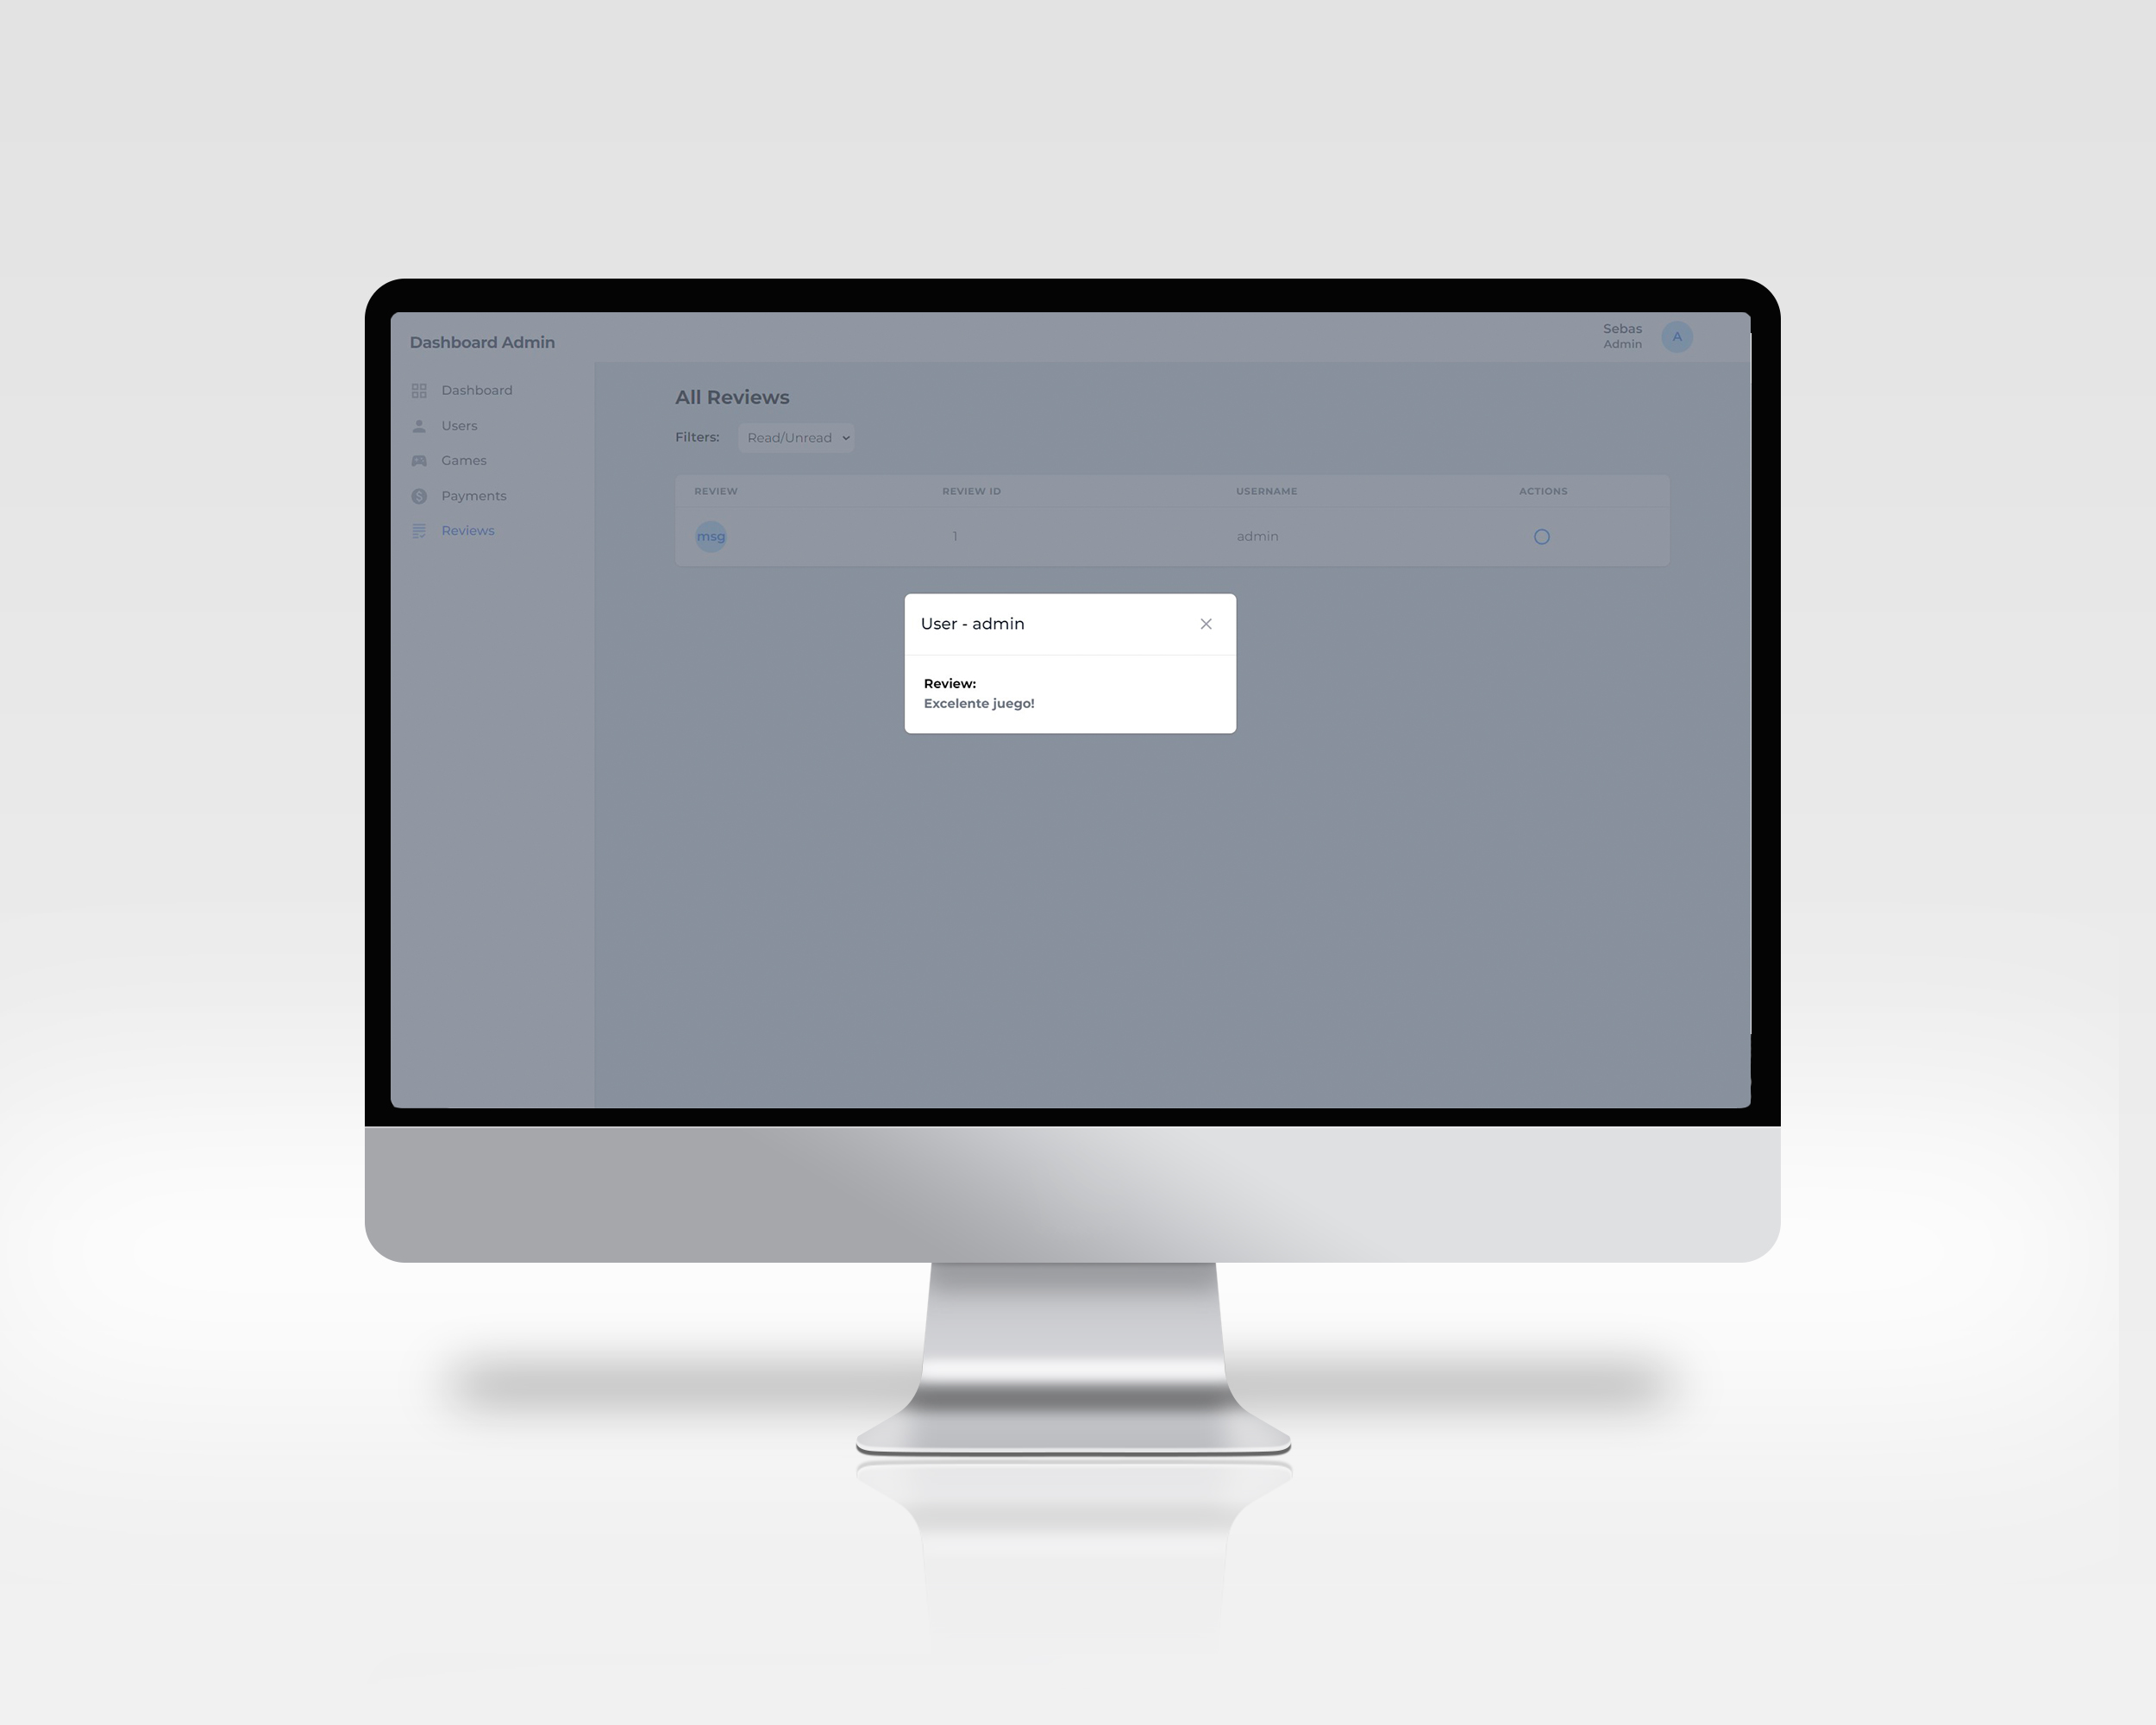 Dashboard Admin
Sebas
Admin
A
Dashboard
Users
Games
Payments
Reviews
All Reviews
Filters:
Read/Unread
REVIEW
REVIEW ID
USERNAME
ACTIONS
msg
1
admin
User - admin
Review:
Excelente juego!